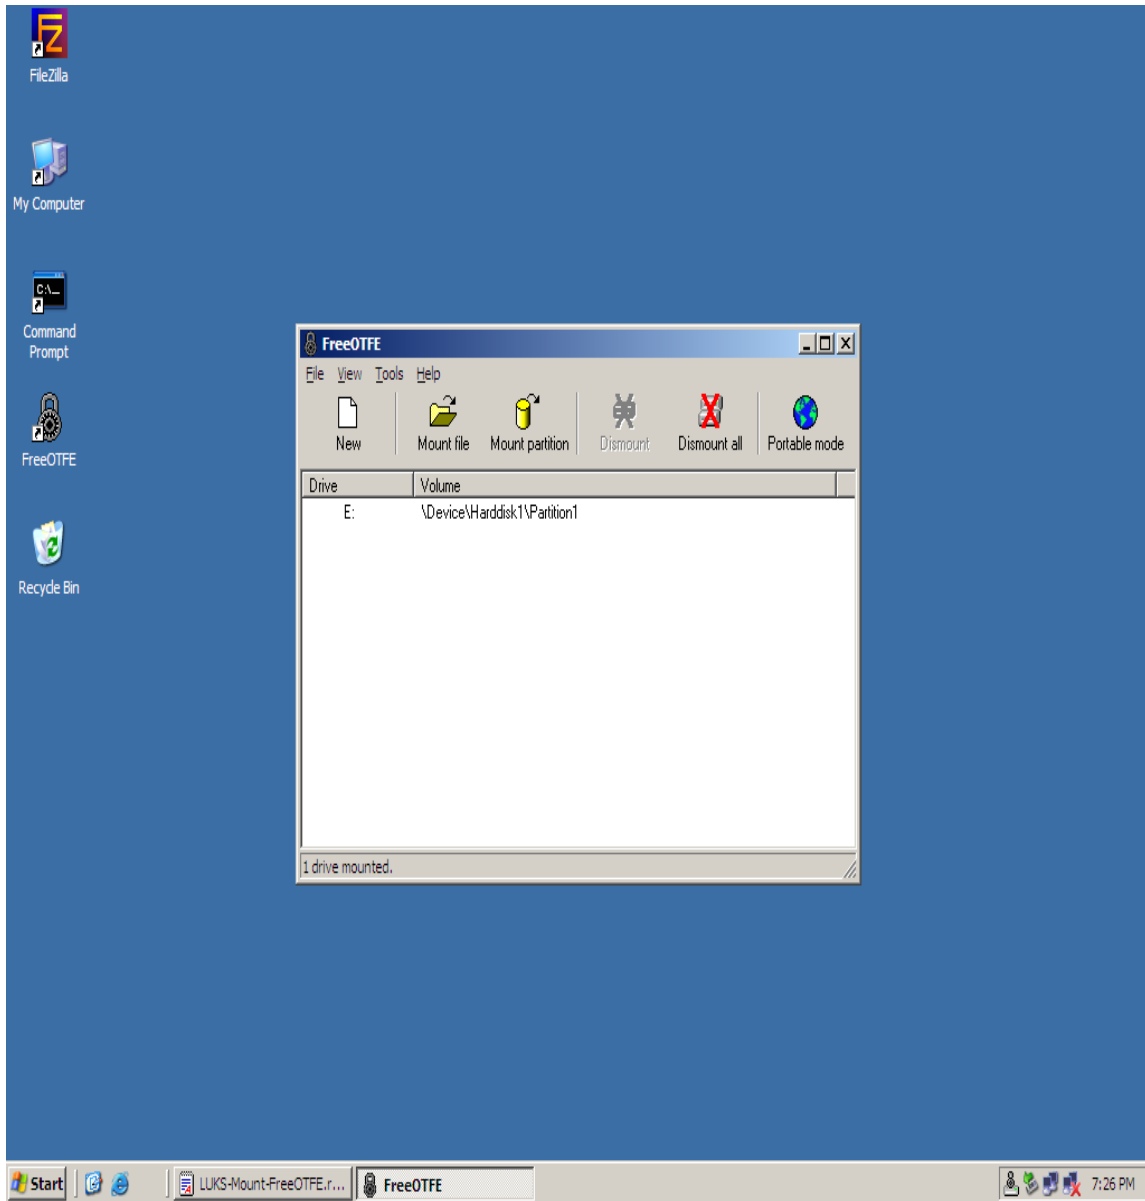 FileZilla
My Computer
C:\_
Command
Prompt
FreeOTFE
Recycle Bin
FreeOTFE
File View Tools Help
New Mount file Mount partition Dismount Dismount all Portable mode
Drive Volume
E: \Device\Harddisk1\Partition1
1 drive mounted.
Start LUKS-Mount-FreeOTFE.r... FreeOTFE 7:26 PM